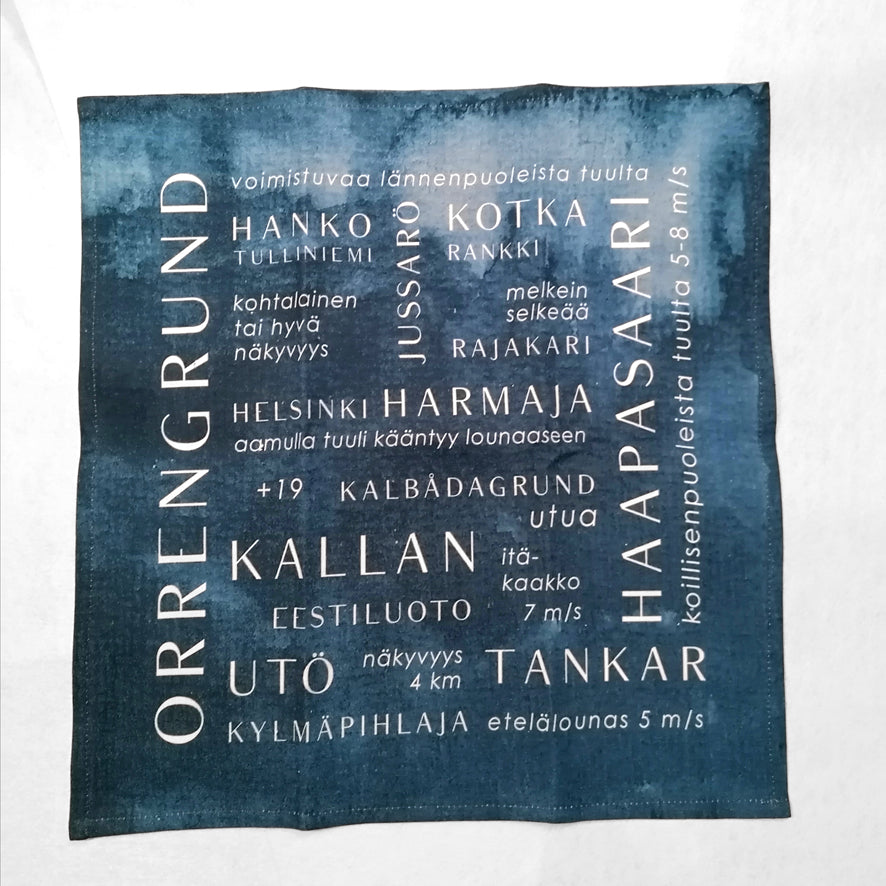 ORRENGRUND
voimistuvaa lännenpuoleista tuulta
HANKO
TULLINIEMI
JUSSARÖ
KOTKA
RANKKI
kohtalainen
tai hyvä
näkyvyys
melkein
selkeää
RAJAKARI
HELSINKI HARMAJA
aamulla tuuli kääntyy lounaaseen
+19 KALBÅDAGRUND
utua
KALLAN
itä-
kaakko
7 m/s
EESTILUOTO
HAAPASAARI
koillisenpuoleista tuulta 5-8 m/s
UTÖ
näkyvyys
4 km
TANKAR
KYLMÄPIHLAJA etelälounas 5 m/s